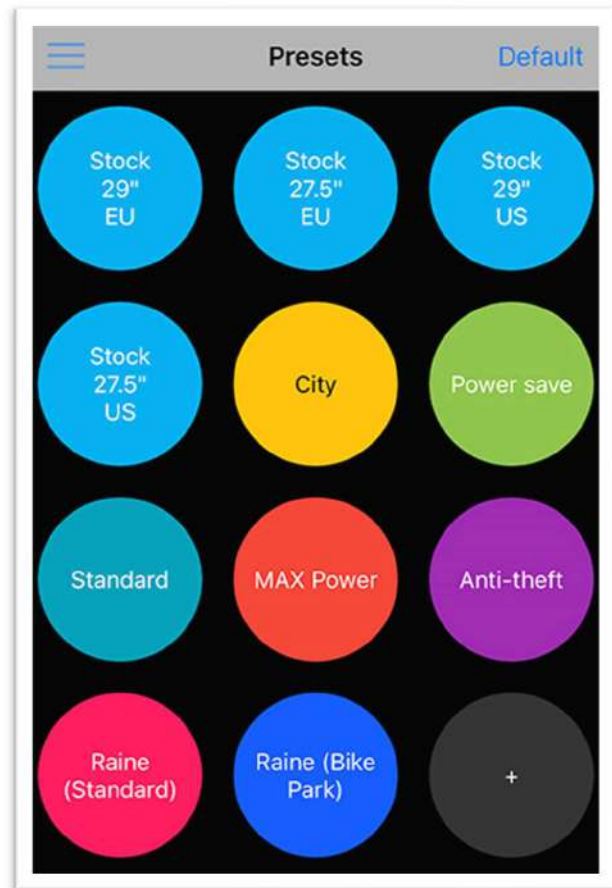 Presets
Default
Stock
29"
EU
Stock
27.5"
EU
Stock
29"
US
Stock
27.5"
US
City
Power save
Standard
MAX Power
Anti-theft
Raine
(Standard)
Raine (Bike
Park)
+